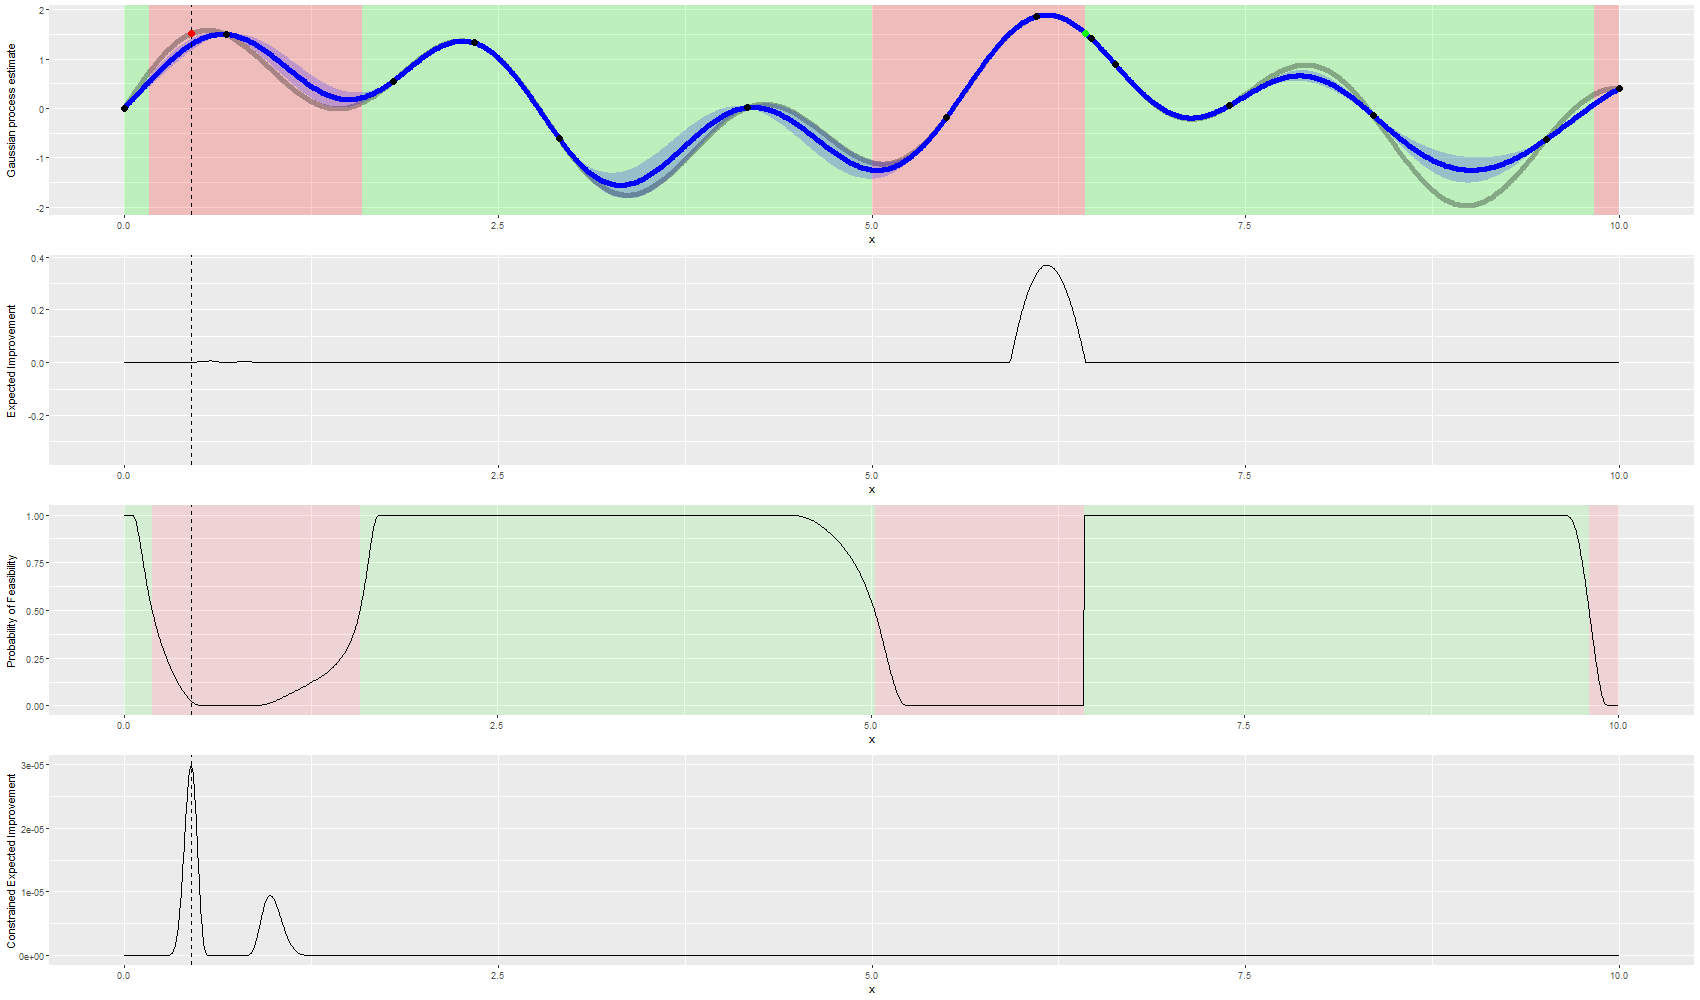 Gaussian process estimate
2
1
0
-1
-2
0.0 2.5 5.0 7.5 10.0
x
Expected Improvement
0.4
0.2
0.0
-0.2
0.0 2.5 5.0 7.5 10.0
x
Probability of Feasibility
1.00
0.75
0.50
0.25
0.00
0.0 2.5 5.0 7.5 10.0
x
Constrained Expected Improvement
3e-05
2e-05
1e-05
0e+00
0.0 2.5 5.0 7.5 10.0
x